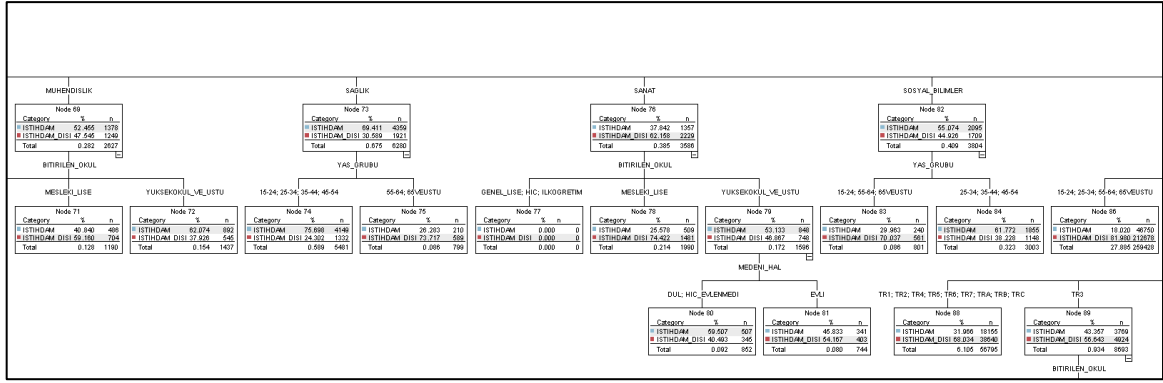 MUHENDISLIK
SAGLIK
SANAT
SOSYAL_BILIMLER
Node 69
Category % n
ISTIHDAM 52.455 1378
ISTIHDAM_DISI 47.545 1249
Total 0.282 2627
Node 73
Category % n
ISTIHDAM 69.411 4359
ISTIHDAM_DISI 30.589 1921
Total 0.675 6280
Node 76
Category % n
ISTIHDAM 37.842 1357
ISTIHDAM_DISI 62.158 2229
Total 0.385 3586
Node 82
Category % n
ISTIHDAM 55.074 2095
ISTIHDAM_DISI 44.926 1709
Total 0.409 3804
BITIRILEN_OKUL
YAS_GRUBU
BITIRILEN_OKUL
YAS_GRUBU
MESLEKI_LISE
YUKSEKOKUL_VE_USTU
15-24; 25-34; 35-44; 45-54
55-64; 65VEUSTU
GENEL_LISE; HIC; ILKOGRETIM
MESLEKI_LISE
YUKSEKOKUL_VE_USTU
15-24; 55-64; 65VEUSTU
25-34; 35-44; 45-54
15-24; 25-34; 55-64; 65VEUSTU
Node 71
Category % n
ISTIHDAM 40.840 486
ISTIHDAM_DISI 59.160 704
Total 0.128 1190
Node 72
Category % n
ISTIHDAM 62.074 892
ISTIHDAM_DISI 37.926 545
Total 0.154 1437
Node 74
Category % n
ISTIHDAM 75.698 4149
ISTIHDAM_DISI 24.302 1332
Total 0.589 5481
Node 75
Category % n
ISTIHDAM 26.283 210
ISTIHDAM_DISI 73.717 589
Total 0.086 799
Node 77
Category % n
ISTIHDAM 0.000 0
ISTIHDAM_DISI 0.000 0
Total 0.000 0
Node 78
Category % n
ISTIHDAM 25.578 509
ISTIHDAM_DISI 74.422 1481
Total 0.214 1990
Node 79
Category % n
ISTIHDAM 53.133 848
ISTIHDAM_DISI 46.867 748
Total 0.172 1596
Node 83
Category % n
ISTIHDAM 29.963 240
ISTIHDAM_DISI 70.037 561
Total 0.086 801
Node 84
Category % n
ISTIHDAM 61.772 1855
ISTIHDAM_DISI 38.228 1148
Total 0.323 3003
Node 86
Category % n
ISTIHDAM 18.020 46750
ISTIHDAM_DISI 81.980 212678
Total 27.885 259428
MEDENI_HAL
DUL; HIC_EVLENMEDI
EVLI
TR1; TR2; TR4; TR5; TR6; TR7; TRA; TRB; TRC
TR3
Node 80
Category % n
ISTIHDAM 59.507 507
ISTIHDAM_DISI 40.493 345
Total 0.092 852
Node 81
Category % n
ISTIHDAM 45.833 341
ISTIHDAM_DISI 54.167 403
Total 0.080 744
Node 88
Category % n
ISTIHDAM 31.966 18155
ISTIHDAM_DISI 68.034 38640
Total 6.105 56795
Node 89
Category % n
ISTIHDAM 43.357 3769
ISTIHDAM_DISI 56.643 4924
Total 0.934 8693
BITIRILEN_OKUL